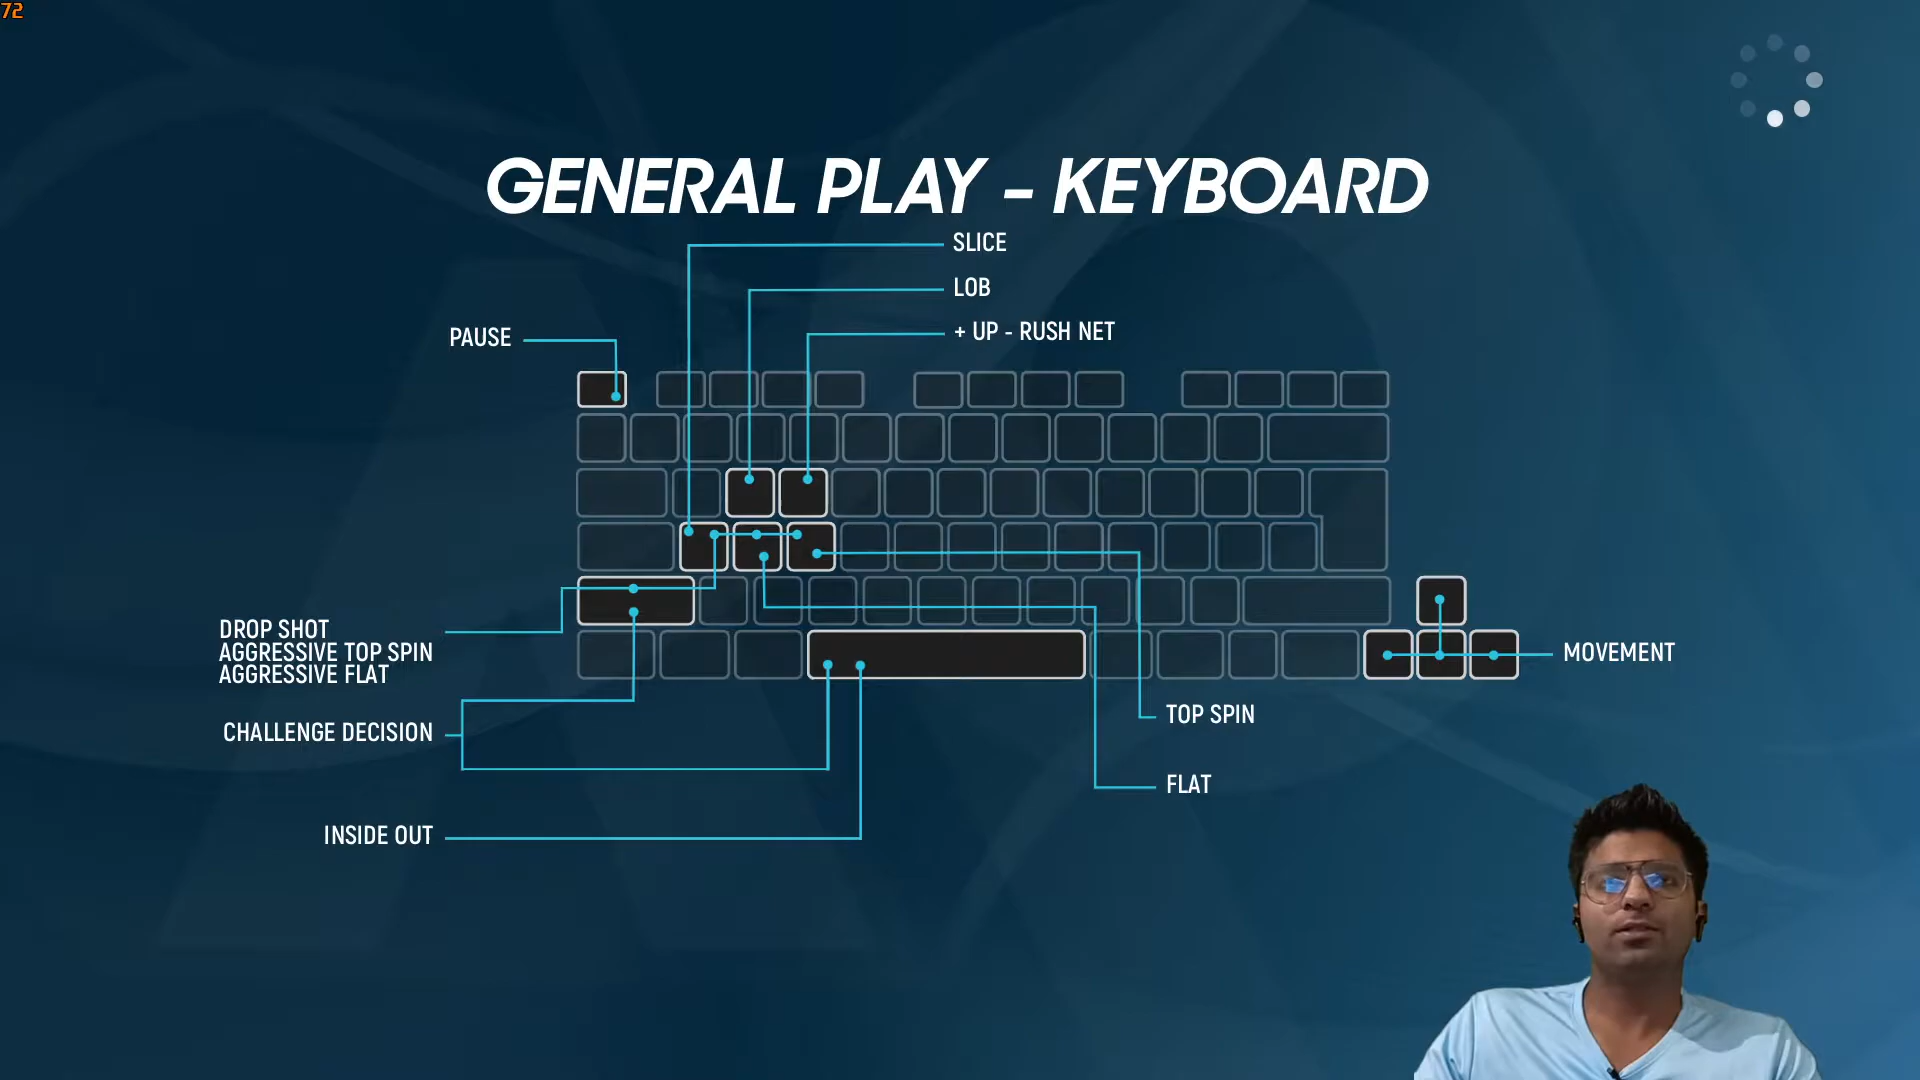 72
GENERAL PLAY - KEYBOARD
SLICE
LOB
+ UP - RUSH NET
PAUSE
DROP SHOT
AGGRESSIVE TOP SPIN
AGGRESSIVE FLAT
MOVEMENT
TOP SPIN
CHALLENGE DECISION
FLAT
INSIDE OUT